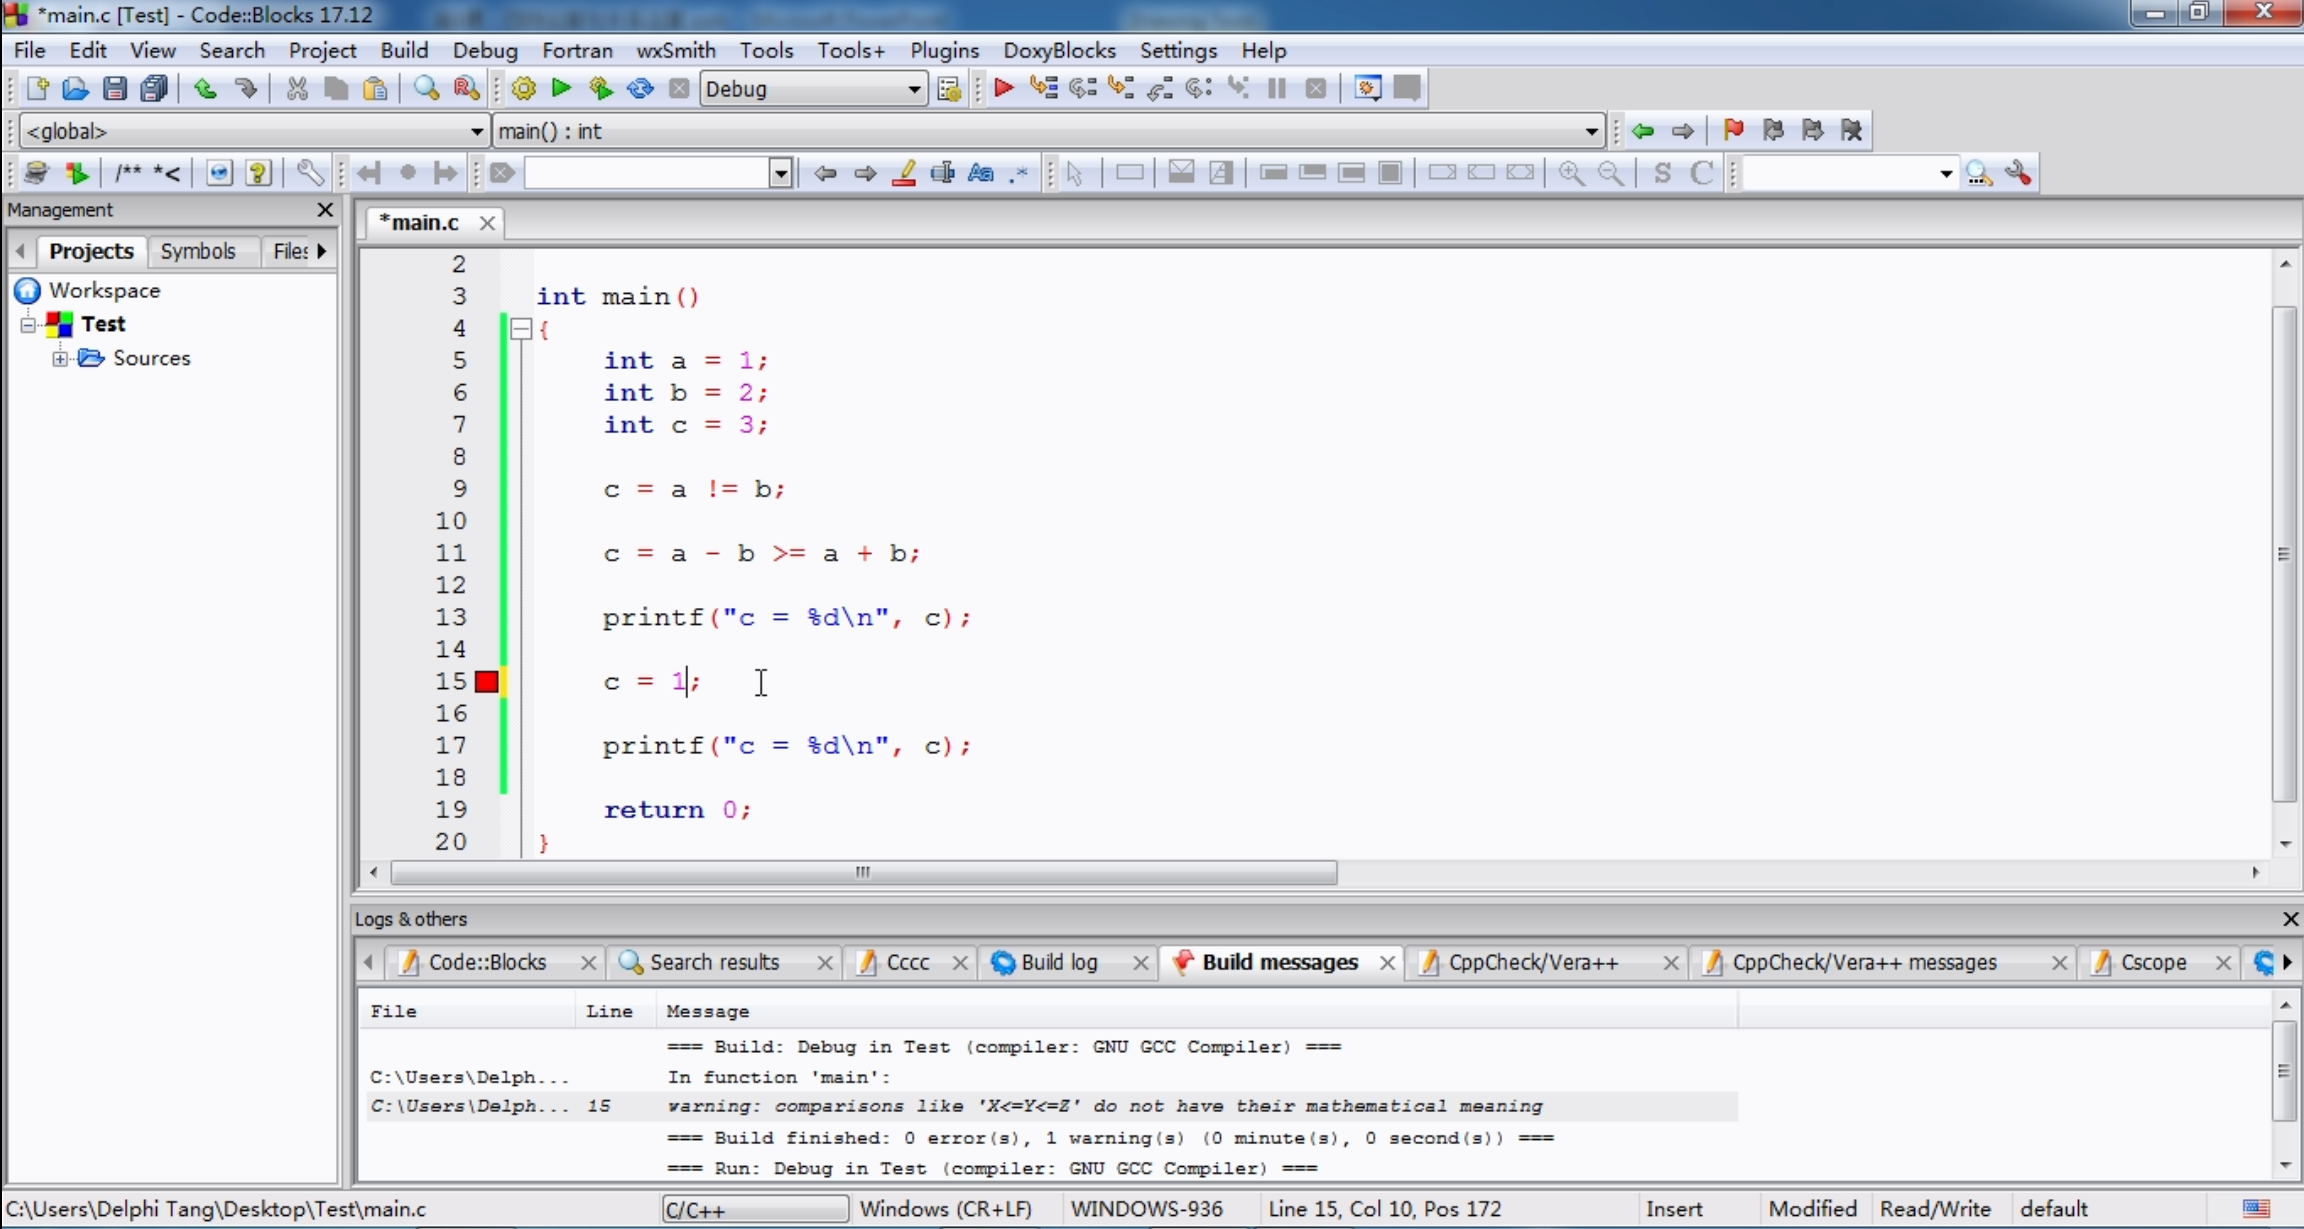 *main.c [Test] - Code::Blocks 17.12
File Edit View Search Project Build Debug Fortran wxSmith Tools Tools+ Plugins DoxyBlocks Settings Help
Debug
<global> main() : int
/** *< Aa .* S C
Management
Projects Symbols Files
Workspace
Test
Sources
*main.c
2
3 int main()
4 {
5 int a = 1;
6 int b = 2;
7 int c = 3;
8
9 c = a != b;
10
11 c = a - b >= a + b;
12
13 printf("c = %d\n", c);
14
15 c = 1;
16
17 printf("c = %d\n", c);
18
19 return 0;
20 }
Logs & others
Code::Blocks Search results Cccc Build log Build messages CppCheck/Vera++ CppCheck/Vera++ messages Cscope
File Line Message
=== Build: Debug in Test (compiler: GNU GCC Compiler) ===
C:\Users\Delph... In function 'main':
C:\Users\Delph... 15 warning: comparisons like 'X<=Y<=Z' do not have their mathematical meaning
=== Build finished: 0 error(s), 1 warning(s) (0 minute(s), 0 second(s)) ===
=== Run: Debug in Test (compiler: GNU GCC Compiler) ===
C:\Users\Delphi Tang\Desktop\Test\main.c C/C++ Windows (CR+LF) WINDOWS-936 Line 15, Col 10, Pos 172 Insert Modified Read/Write default